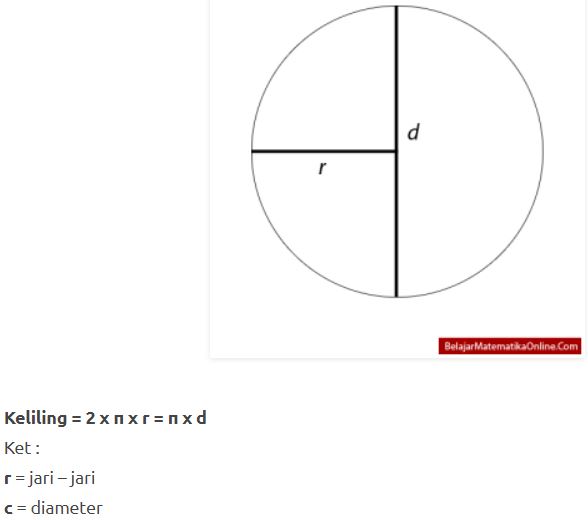 d
r
BelajarMatematikaOnline.Com
Keliling = 2 x п x r = п x d
Ket :
r = jari – jari
c = diameter